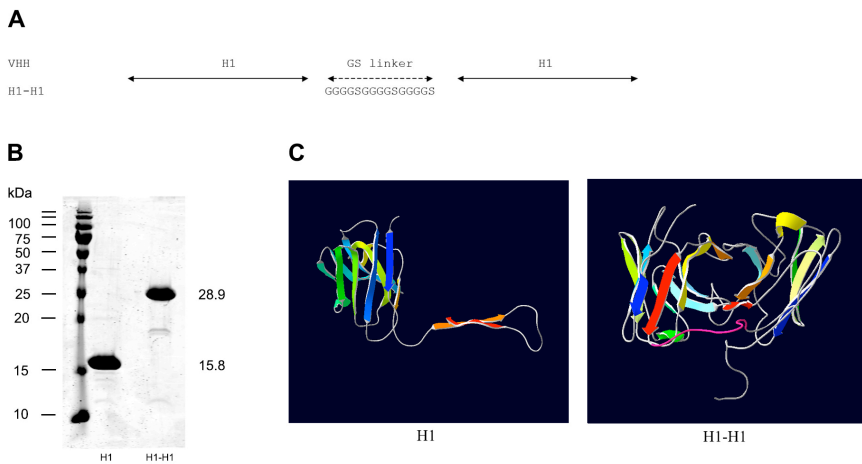 A
VHH H1 GS linker H1
H1-H1 GGGGSGGGGSGGGGS
B
C
kDa
100
75
50
37
25
20
15
10
28.9
15.8
H1 H1-H1
H1
H1-H1